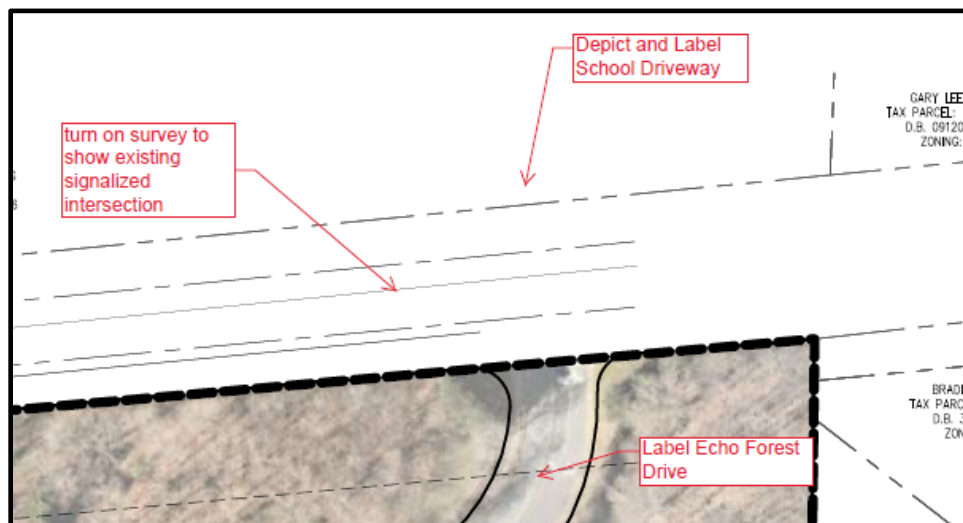 Depict and Label
School Driveway
turn on survey to
show existing
signalized
intersection
GARY LEE
TAX PARCEL:
D.B. 09120
ZONING:
BRAD
TAX PARC
D.B. 3
ZON
Label Echo Forest
Drive